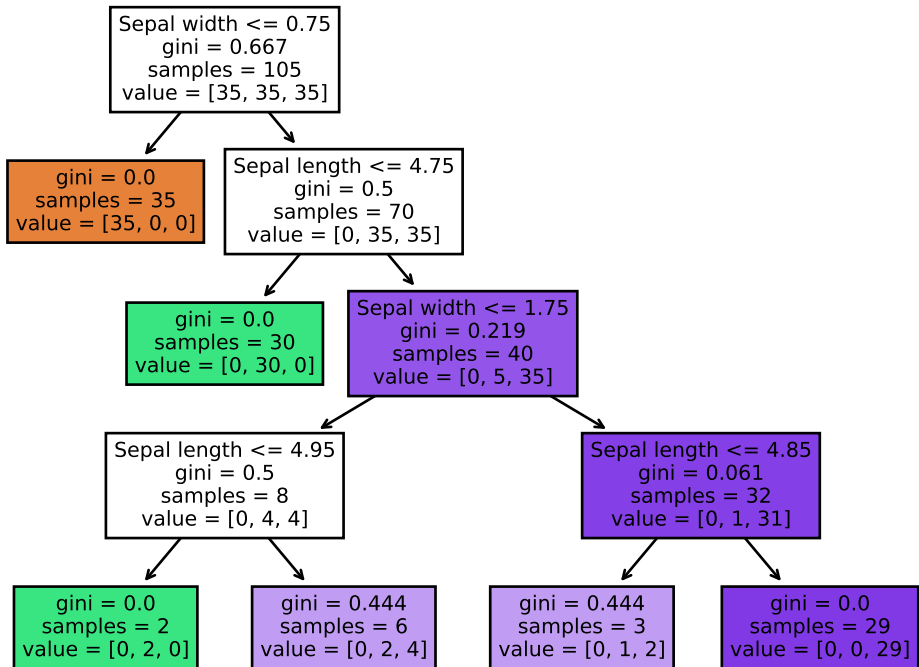 Sepal width <= 0.75
gini = 0.667
samples = 105
value = [35, 35, 35]
gini = 0.0
samples = 35
value = [35, 0, 0]
Sepal length <= 4.75
gini = 0.5
samples = 70
value = [0, 35, 35]
gini = 0.0
samples = 30
value = [0, 30, 0]
Sepal width <= 1.75
gini = 0.219
samples = 40
value = [0, 5, 35]
Sepal length <= 4.95
gini = 0.5
samples = 8
value = [0, 4, 4]
Sepal length <= 4.85
gini = 0.061
samples = 32
value = [0, 1, 31]
gini = 0.0
samples = 2
value = [0, 2, 0]
gini = 0.444
samples = 6
value = [0, 2, 4]
gini = 0.444
samples = 3
value = [0, 1, 2]
gini = 0.0
samples = 29
value = [0, 0, 29]